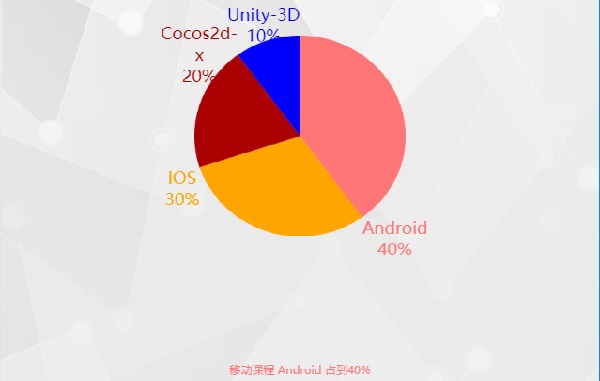 Unity-3D
10%
Cocos2d-
x
20%
IOS
30%
Android
40%
移动课程 Android 占到40%